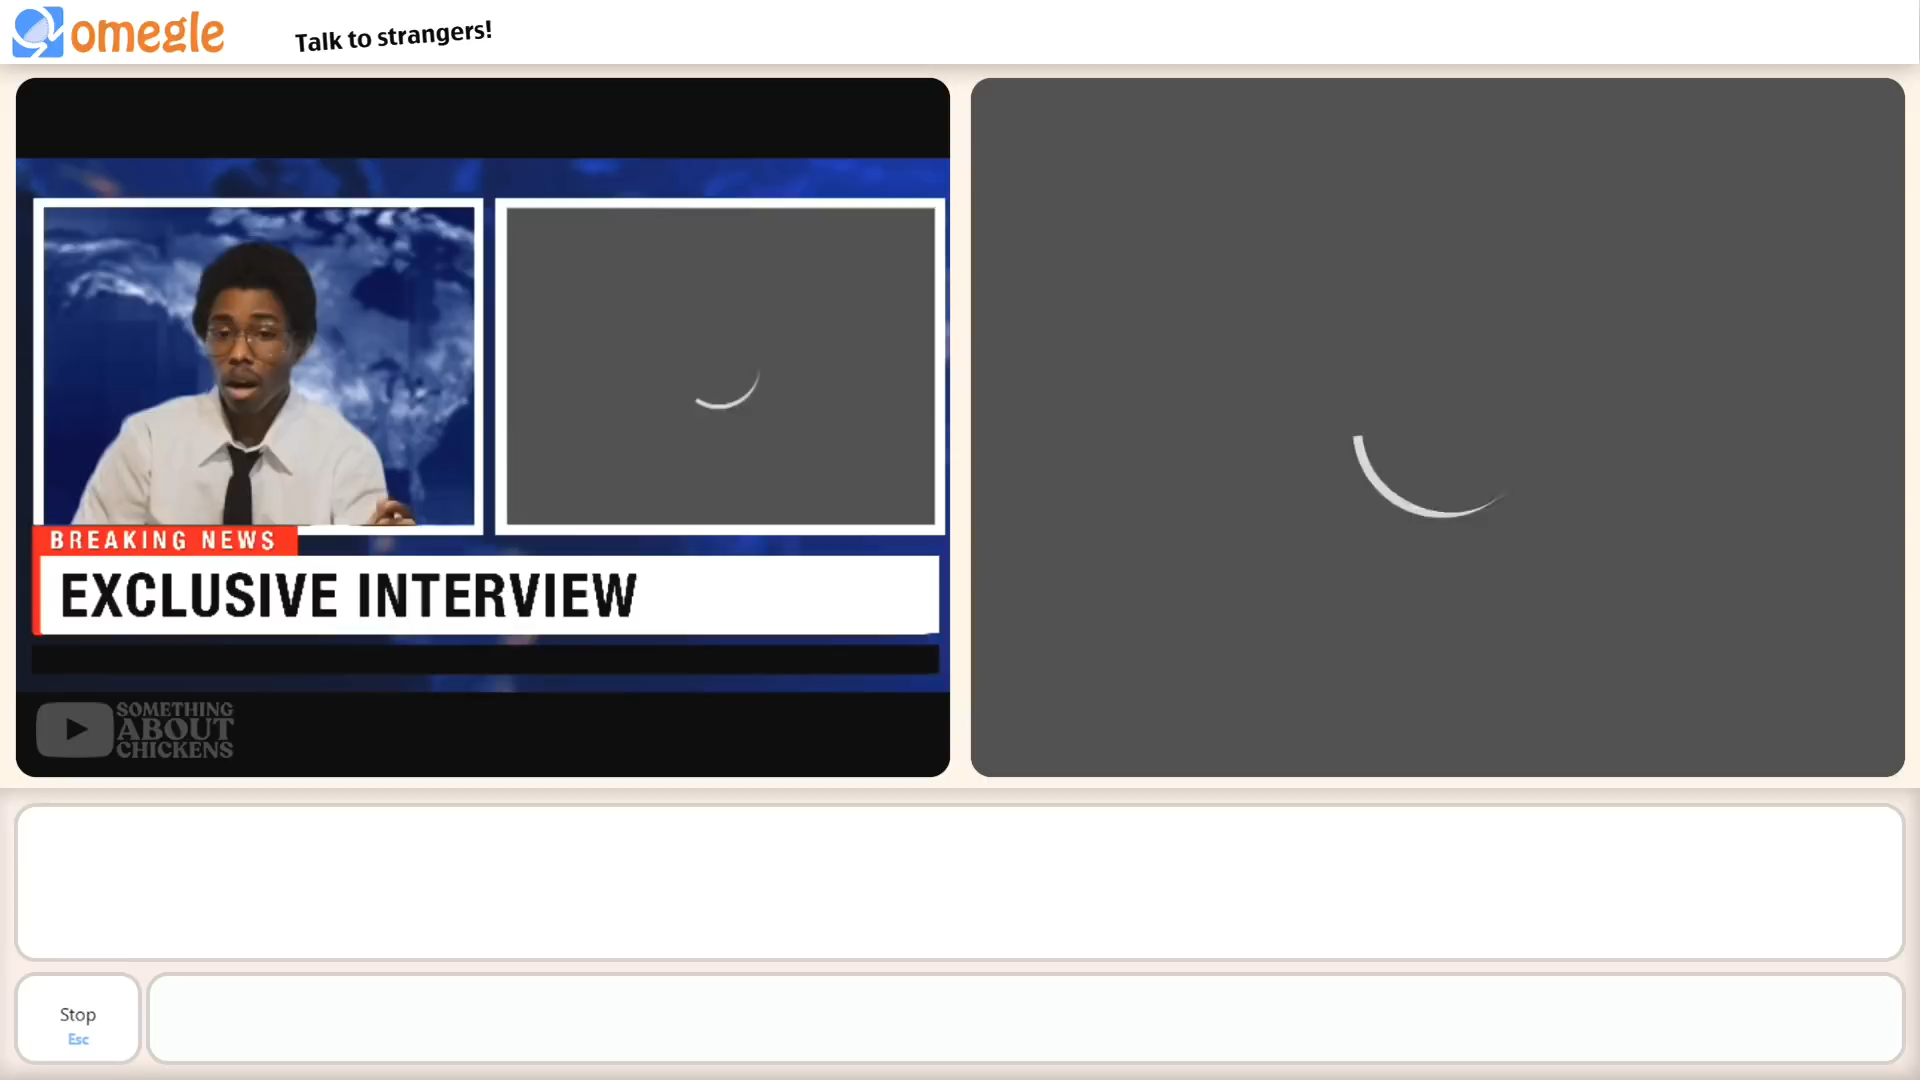 omegle
Talk to strangers!
BREAKING NEWS
EXCLUSIVE INTERVIEW
SOMETHING
ABOUT
CHICKENS
Stop
Esc